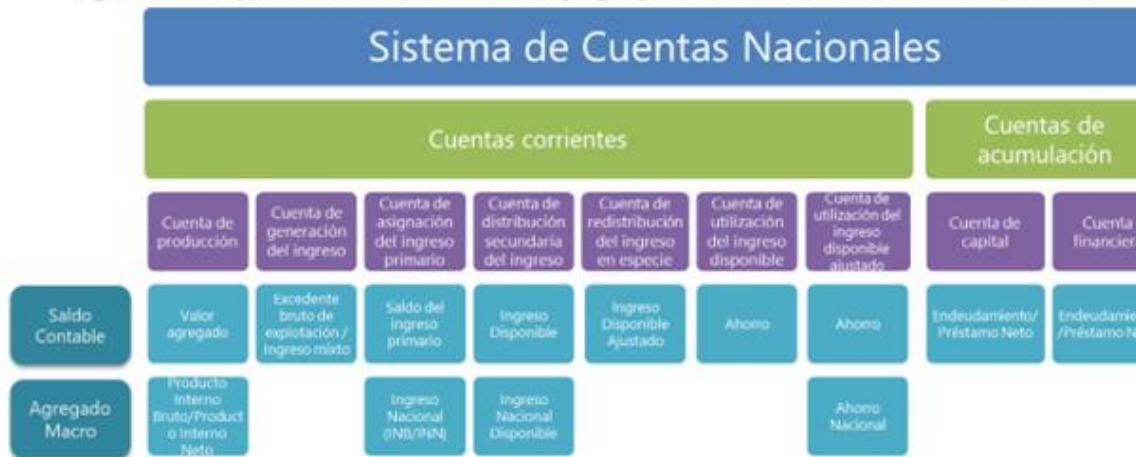 Sistema de Cuentas Nacionales
Cuentas corrientes
Cuentas de
acumulación
Cuenta de
producción
Cuenta de
generación
del ingreso
Cuenta de
asignación
del ingreso
primario
Cuenta de
distribución
secundaria
del ingreso
Cuenta de
redistribución
del ingreso
en especie
Cuenta de
utilización
del ingreso
disponible
Cuenta de
utilización del
ingreso
disponible
ajustado
Cuenta de
capital
Cuenta
financier
Saldo
Contable
Valor
agregado
Excedente
bruto de
explotación /
Ingreso mixto
Saldo del
ingreso
primario
Ingreso
Disponible
Ingreso
Disponible
Ajustado
Ahorro
Ahorro
Endeudamiento/
Préstamo Neto
Endeudamie
/Préstamo N
Agregado
Macro
Producto
Interno
Bruto/Product
o Interno
Neto
Ingreso
Nacional
(INB/INN)
Ingreso
Nacional
Disponible
Ahorro
Nacional